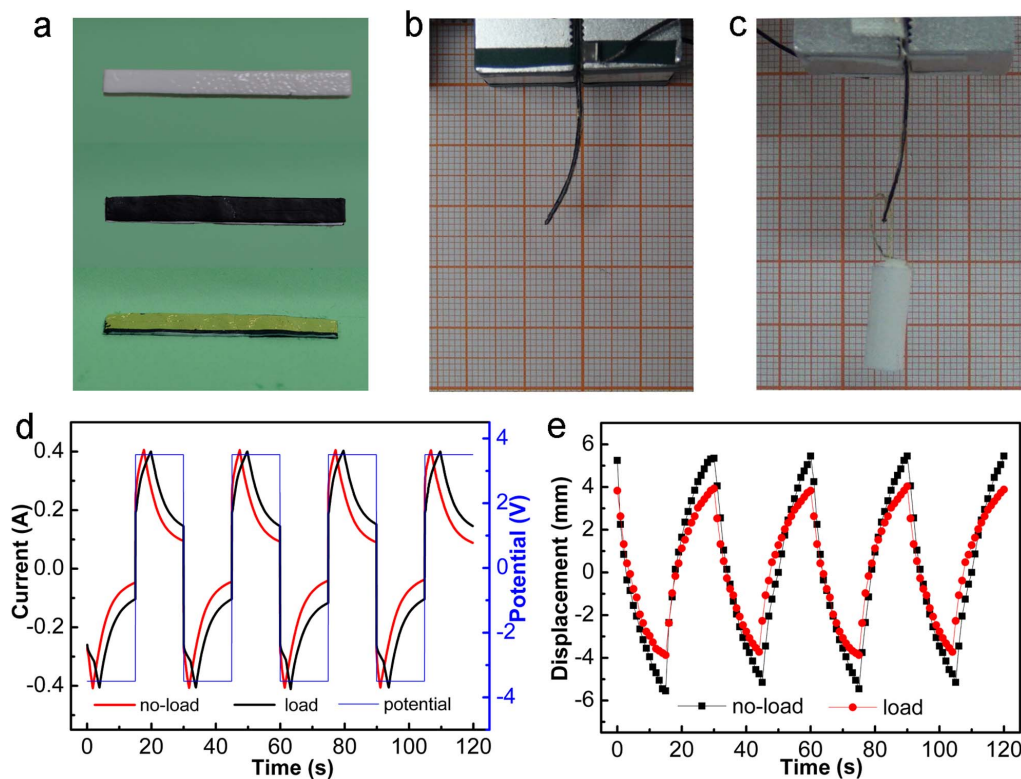 a
b
c
d
0.4
0.2
0.0
-0.2
-0.4
Current (A)
4
2
0
-2
-4
Potential (V)
no-load
load
potential
0
20
40
60
80
100
120
Time (s)
e
6
4
2
0
-2
-4
-6
Displacement (mm)
no-load
load
0
20
40
60
80
100
120
Time (s)